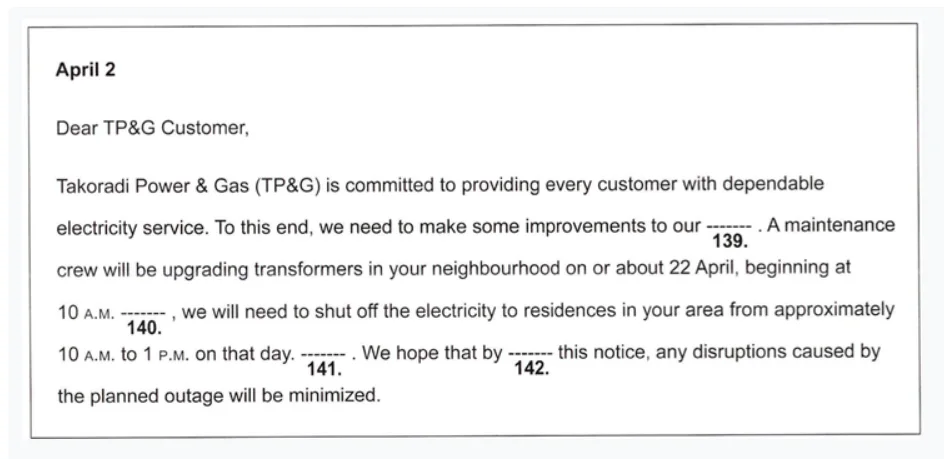 April 2
Dear TP&G Customer,
Takoradi Power & Gas (TP&G) is committed to providing every customer with dependable
electricity service. To this end, we need to make some improvements to our ------- . A maintenance
139.
crew will be upgrading transformers in your neighbourhood on or about 22 April, beginning at
10 A.M. ------- , we will need to shut off the electricity to residences in your area from approximately
140.
10 A.M. to 1 P.M. on that day. ------- . We hope that by ------- this notice, any disruptions caused by
141. 142.
the planned outage will be minimized.